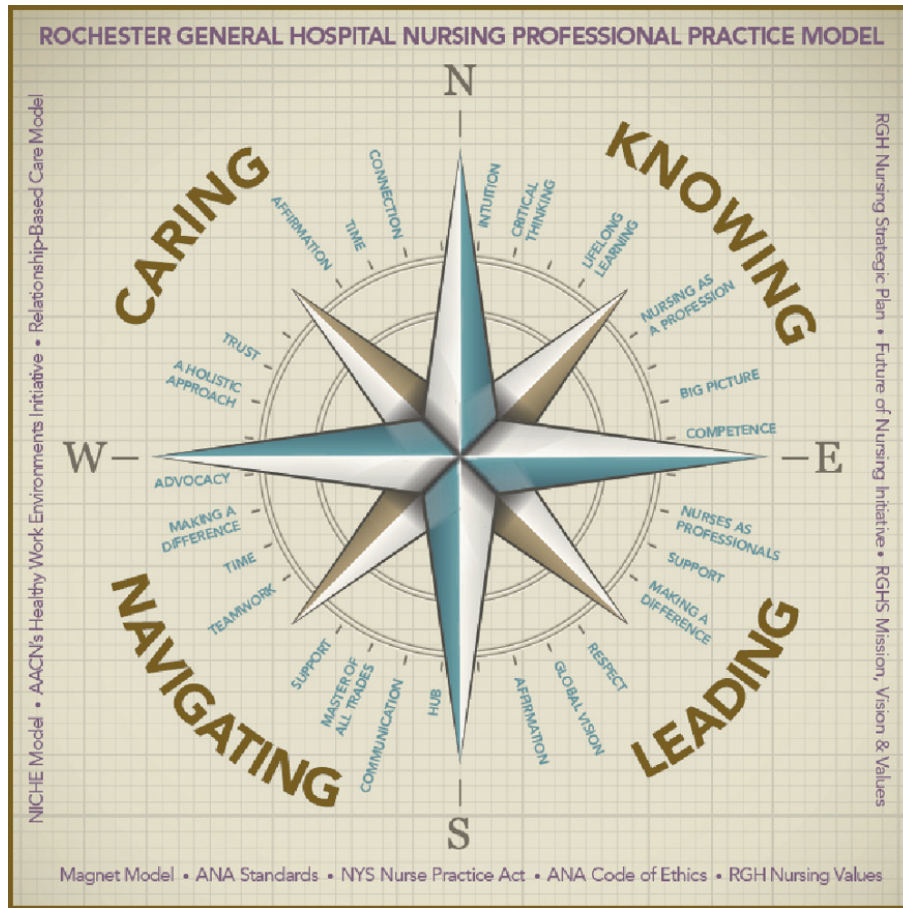 ROCHESTER GENERAL HOSPITAL NURSING PROFESSIONAL PRACTICE MODEL
N
CARING
KNOWING
AFFIRMATION
TIME
CONNECTION
INTUITION
CRITICAL
THINKING
LIFELONG
LEARNING
NURSING AS
A PROFESSION
BIG PICTURE
COMPETENCE
TRUST
A HOLISTIC
APPROACH
W
E
ADVOCACY
MAKING A
DIFFERENCE
TIME
TEAMWORK
SUPPORT
MASTER OF
ALL TRADES
COMMUNICATION
HUB
NURSES AS
PROFESSIONALS
SUPPORT
MAKING A
DIFFERENCE
RESPECT
GLOBAL VISION
AFFIRMATION
NAVIGATING
LEADING
S
NICHE Model • AACN's Healthy Work Environments Initiative • Relationship-Based Care Model
RGH Nursing Strategic Plan • Future of Nursing Initiative • RGHS Mission, Vision & Values
Magnet Model • ANA Standards • NYS Nurse Practice Act • ANA Code of Ethics • RGH Nursing Values